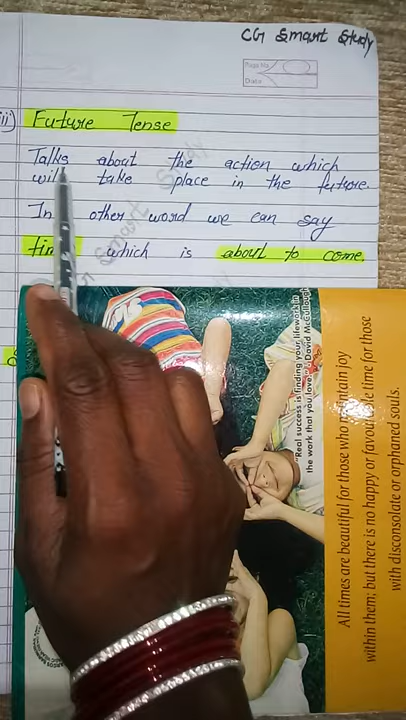 CG Smart Study
Page No.
Date
iii) Future Tense
Talks about the action which
will take place in the future.
In other word we can say
which is about to come.
"Real success is finding your lifework in
the work that you love." -David McCullough
All times are beautiful for those who maintain joy
within them; but there is no happy or favourable time for those
with disconsolate or orphaned souls.